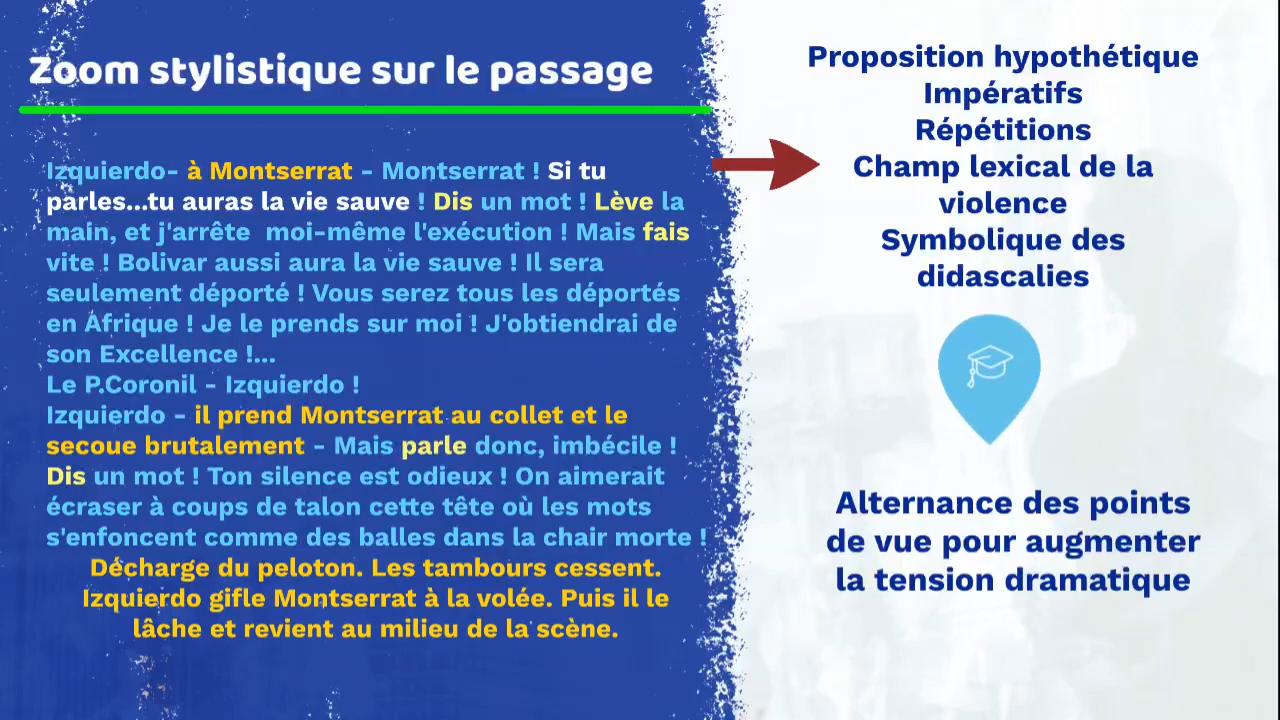 Zoom stylistique sur le passage
Izquierdo- à Montserrat - Montserrat ! Si tu
parles...tu auras la vie sauve ! Dis un mot ! Lève la
main, et j'arrête  moi-même l'exécution ! Mais fais
vite ! Bolivar aussi aura la vie sauve ! Il sera
seulement déporté ! Vous serez tous les déportés
en Afrique ! Je le prends sur moi ! J'obtiendrai de
son Excellence !...
Le P.Coronil - Izquierdo !
Izquierdo - il prend Montserrat au collet et le
secoue brutalement - Mais parle donc, imbécile !
Dis un mot ! Ton silence est odieux ! On aimerait
écraser à coups de talon cette tête où les mots
s'enfoncent comme des balles dans la chair morte !
Décharge du peloton. Les tambours cessent.
Izquierdo gifle Montserrat à la volée. Puis il le
lâche et revient au milieu de la scène.
Proposition hypothétique
Impératifs
Répétitions
Champ lexical de la
violence
Symbolique des
didascalies
Alternance des points
de vue pour augmenter
la tension dramatique